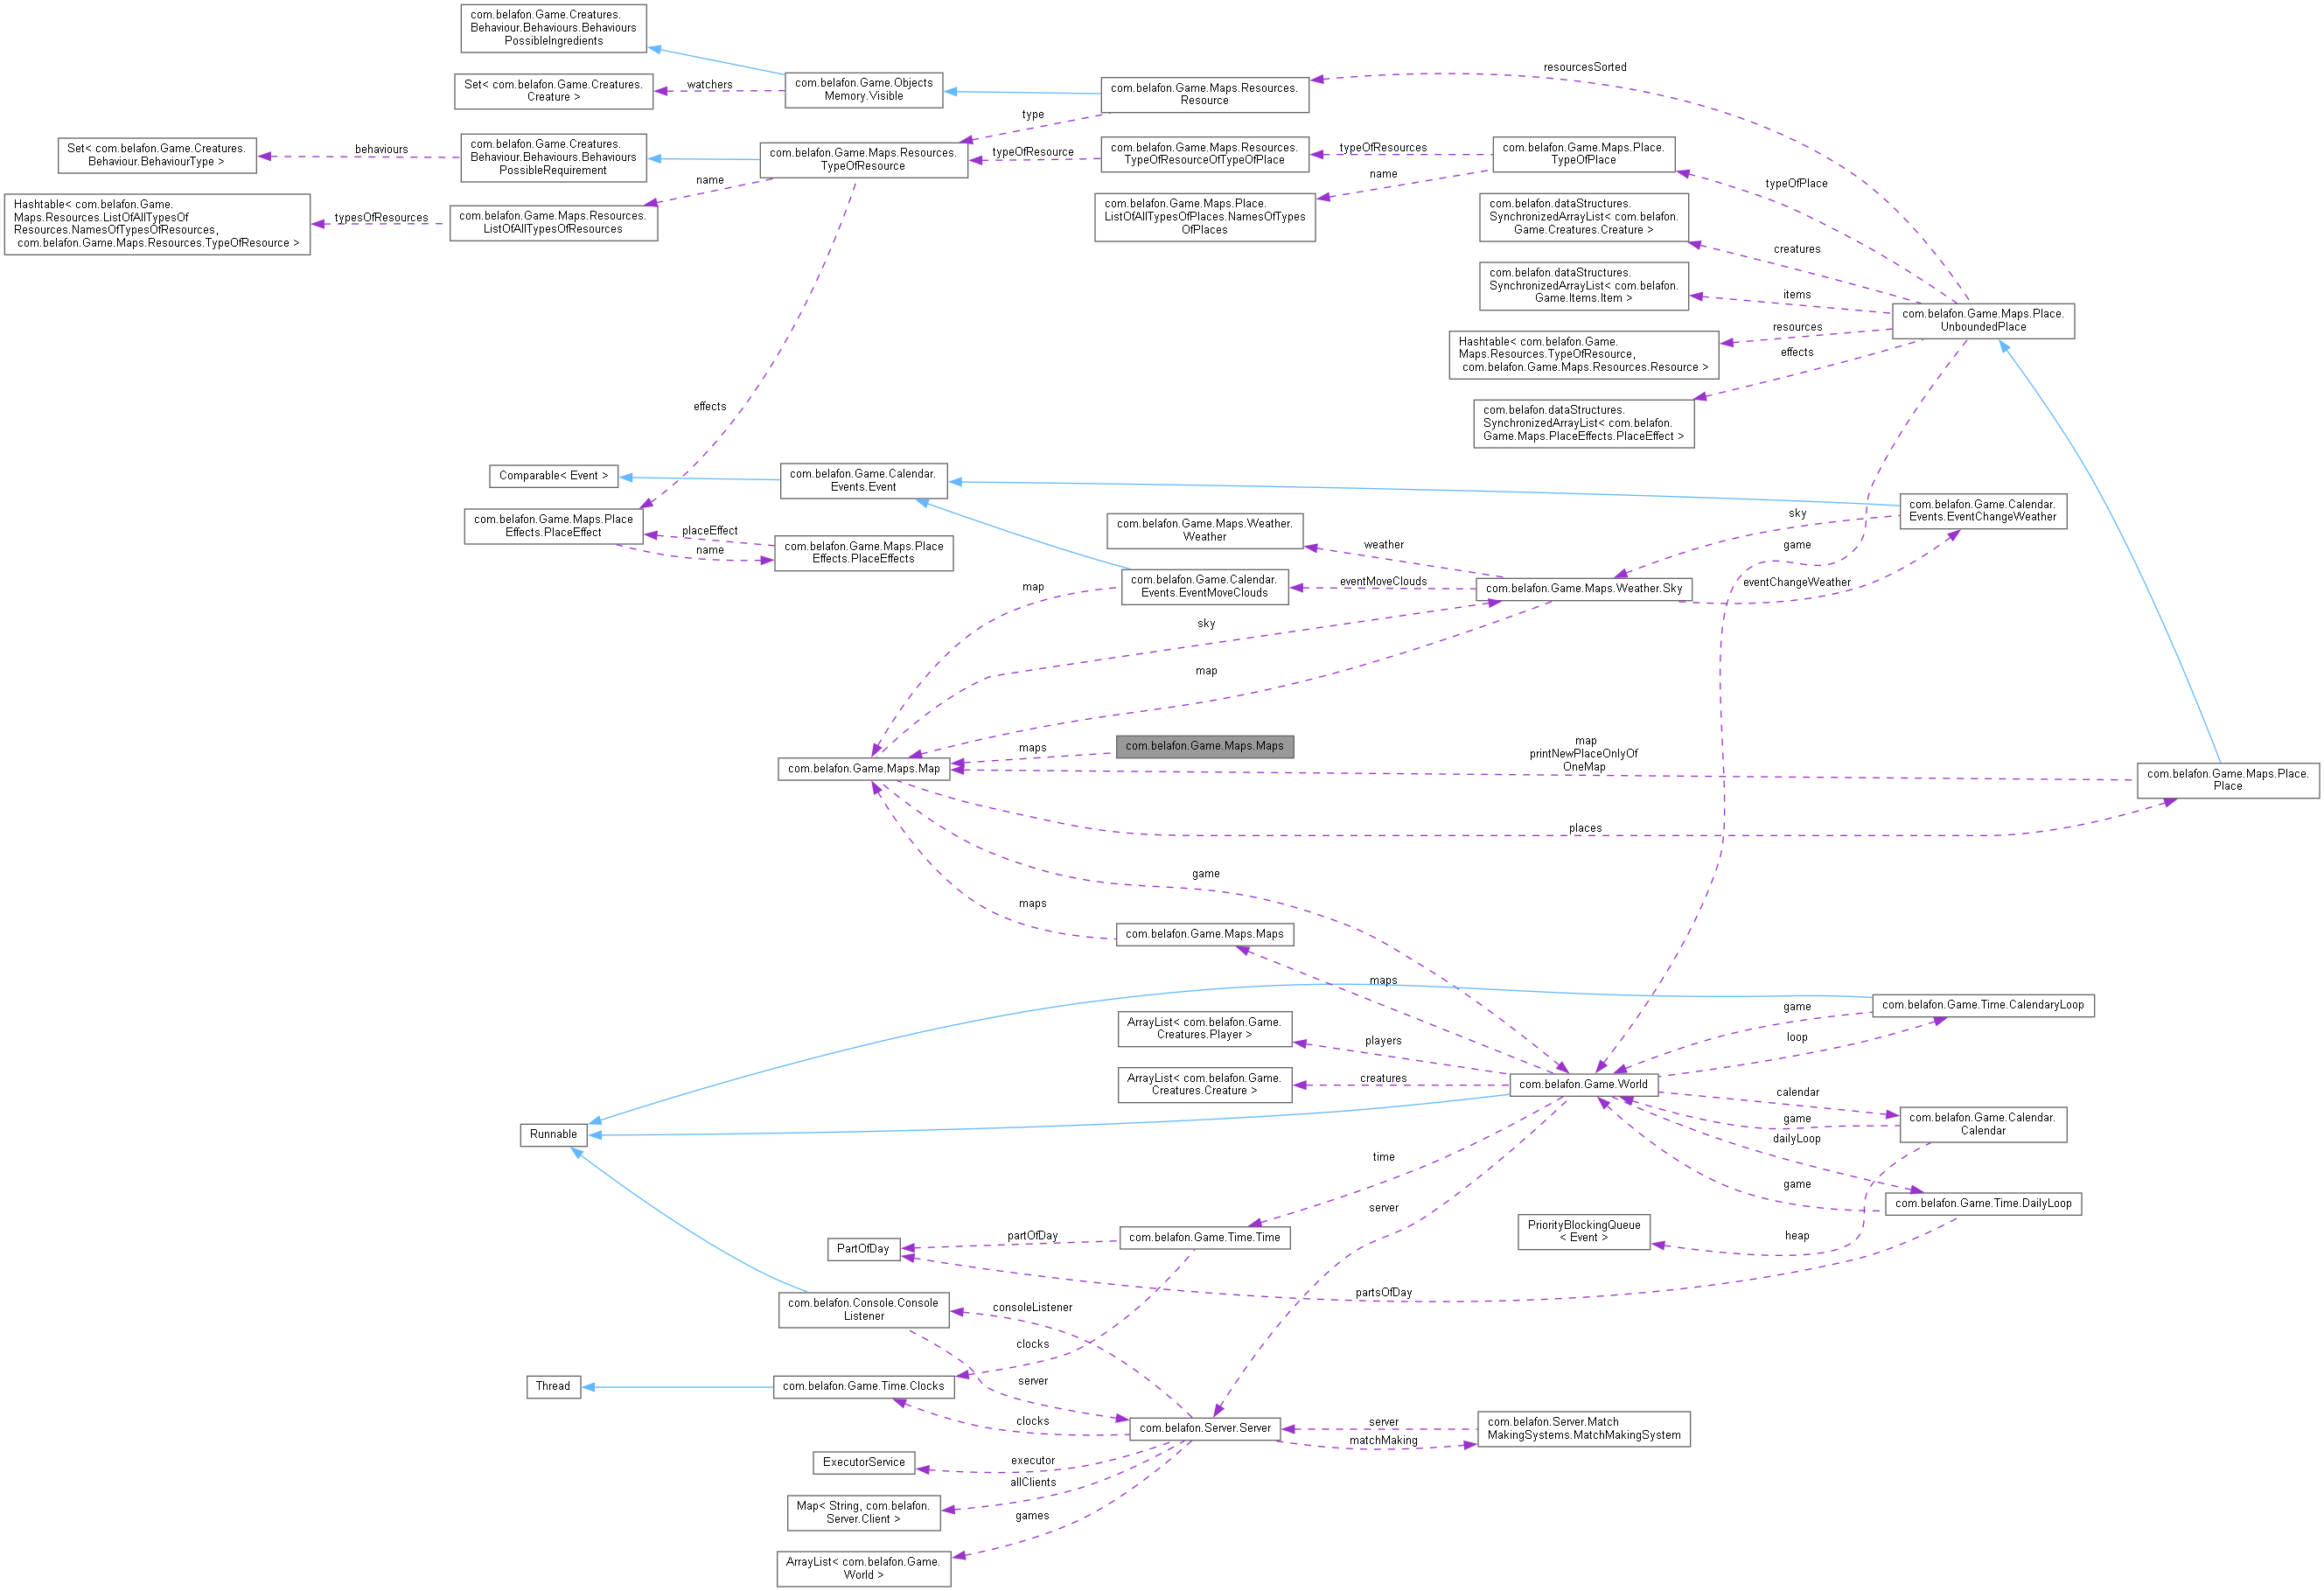 com.belafon.Game.Creatures.
Behaviour.Behaviours.Behaviours
PossibleIngredients
resourcesSorted
com.belafon.Game.Objects
Memory.Visible
com.belafon.Game.Maps.Resources.
Resource
Set< com.belafon.Game.Creatures.
Creature >
watchers
type
Set< com.belafon.Game.Creatures.
Behaviour.BehaviourType >
behaviours
com.belafon.Game.Creatures.
Behaviour.Behaviours.Behaviours
PossibleRequirement
com.belafon.Game.Maps.Resources.
TypeOfResource
typeOfResource
com.belafon.Game.Maps.Resources.
TypeOfResourceOfTypeOfPlace
typeOfResources
com.belafon.Game.Maps.Place.
TypeOfPlace
name
name
typeOfPlace
Hashtable< com.belafon.Game.
Maps.Resources.ListOfAllTypesOf
Resources.NamesOfTypesOfResources,
com.belafon.Game.Maps.Resources.TypeOfResource >
typesOfResources
com.belafon.Game.Maps.Resources.
ListOfAllTypesOfResources
com.belafon.Game.Maps.Place.
ListOfAllTypesOfPlaces.NamesOfTypes
OfPlaces
com.belafon.dataStructures.
SynchronizedArrayList< com.belafon.
Game.Creatures.Creature >
creatures
com.belafon.dataStructures.
SynchronizedArrayList< com.belafon.
Game.Items.Item >
items
com.belafon.Game.Maps.Place.
UnboundedPlace
Hashtable< com.belafon.Game.
Maps.Resources.TypeOfResource,
com.belafon.Game.Maps.Resources.Resource >
resources
effects
com.belafon.dataStructures.
SynchronizedArrayList< com.belafon.
Game.Maps.PlaceEffects.PlaceEffect >
effects
Comparable< Event >
com.belafon.Game.Calendar.
Events.Event
com.belafon.Game.Calendar.
Events.EventChangeWeather
com.belafon.Game.Maps.Place
Effects.PlaceEffect
placeEffect
name
com.belafon.Game.Maps.Place
Effects.PlaceEffects
com.belafon.Game.Maps.Weather.
Weather
weather
sky
game
com.belafon.Game.Calendar.
Events.EventMoveClouds
eventMoveClouds
com.belafon.Game.Maps.Weather.Sky
eventChangeWeather
map
sky
map
com.belafon.Game.Maps.Map
maps
com.belafon.Game.Maps.Maps
map
printNewPlaceOnlyOf
OneMap
com.belafon.Game.Maps.Place.
Place
places
game
maps
com.belafon.Game.Maps.Maps
maps
com.belafon.Game.Time.CalendaryLoop
game
loop
ArrayList< com.belafon.Game.
Creatures.Player >
players
ArrayList< com.belafon.Game.
Creatures.Creature >
creatures
com.belafon.Game.World
calendar
game
com.belafon.Game.Calendar.
Calendar
Runnable
dailyLoop
time
game
com.belafon.Game.Time.DailyLoop
server
PriorityBlockingQueue
< Event >
heap
PartOfDay
partOfDay
com.belafon.Game.Time.Time
partsOfDay
com.belafon.Console.Console
Listener
consoleListener
clocks
server
Thread
com.belafon.Game.Time.Clocks
clocks
com.belafon.Server.Server
server
matchMaking
com.belafon.Server.Match
MakingSystems.MatchMakingSystem
ExecutorService
executor
allClients
Map< String, com.belafon.
Server.Client >
games
ArrayList< com.belafon.Game.
World >